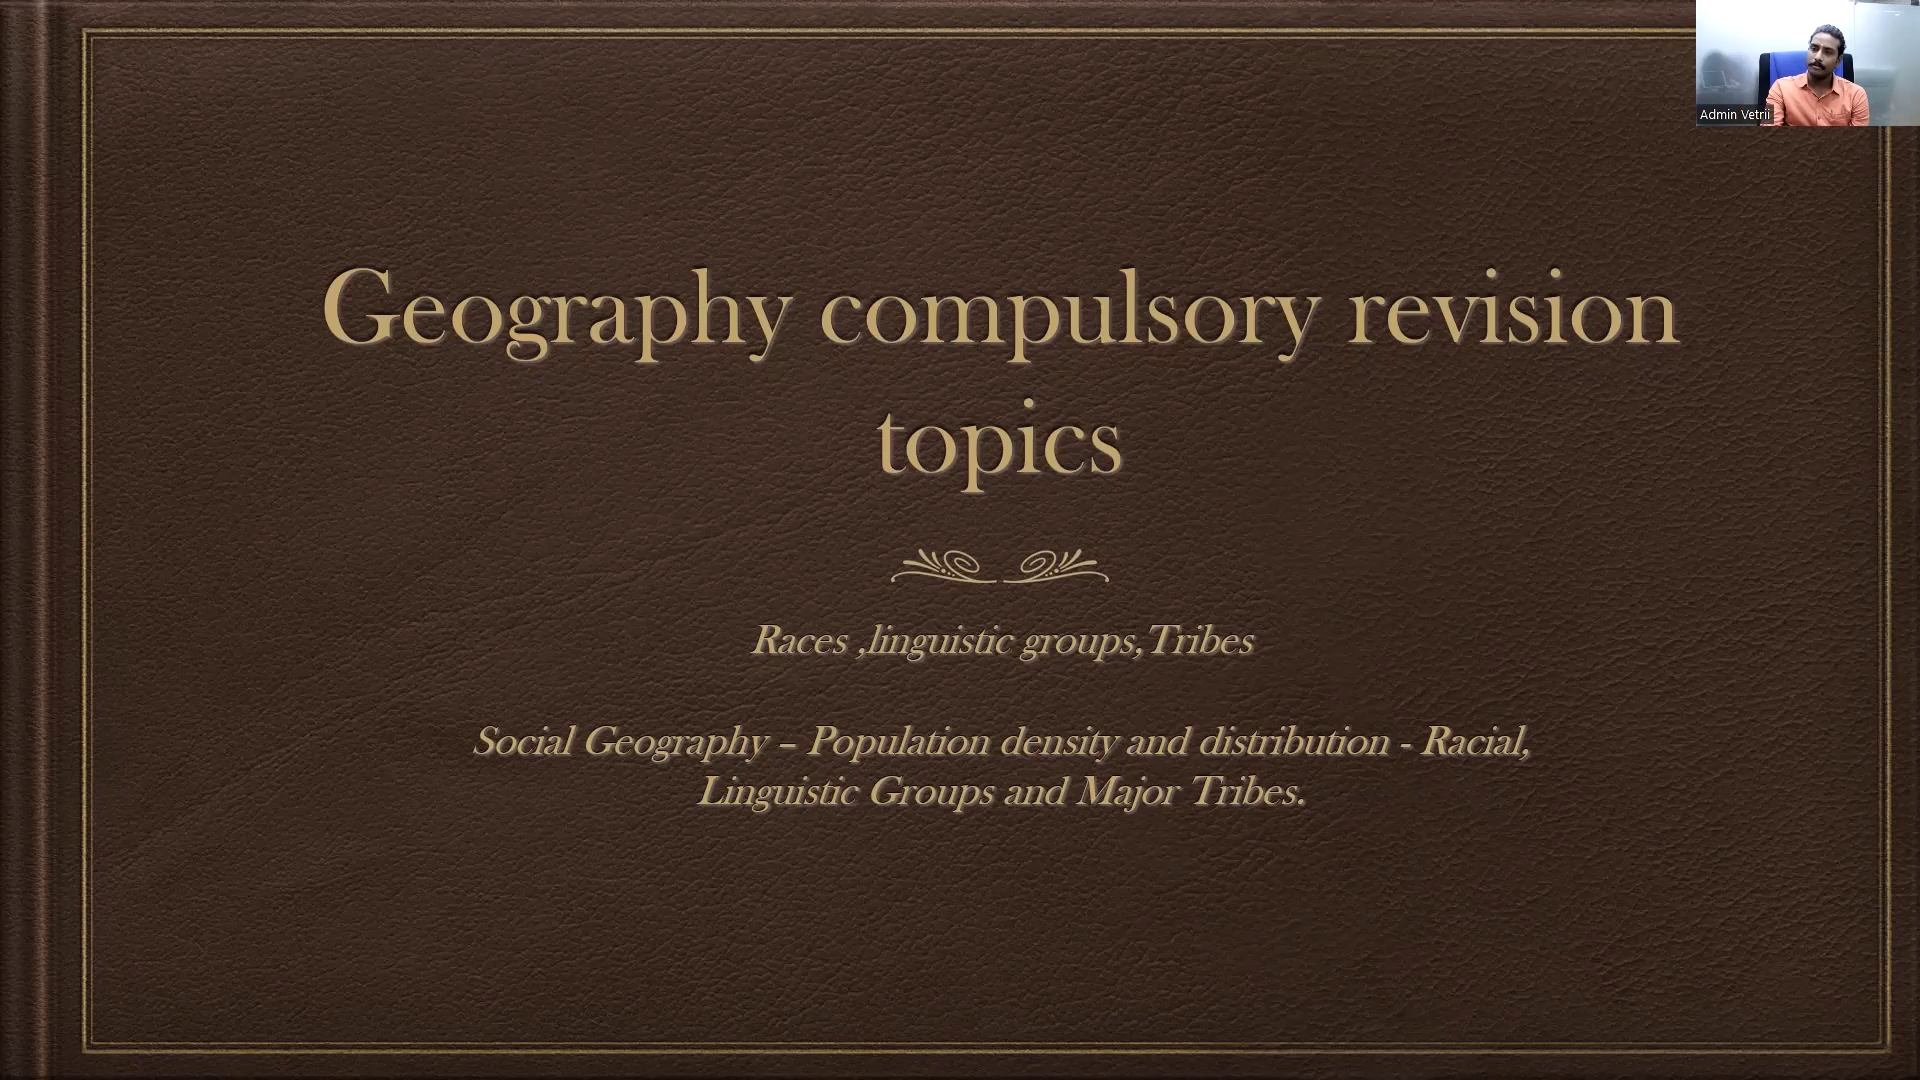 Admin Vetrii
Geography compulsory revision
topics
Races ,linguistic groups,Tribes
Social Geography – Population density and distribution - Racial,
Linguistic Groups and Major Tribes.